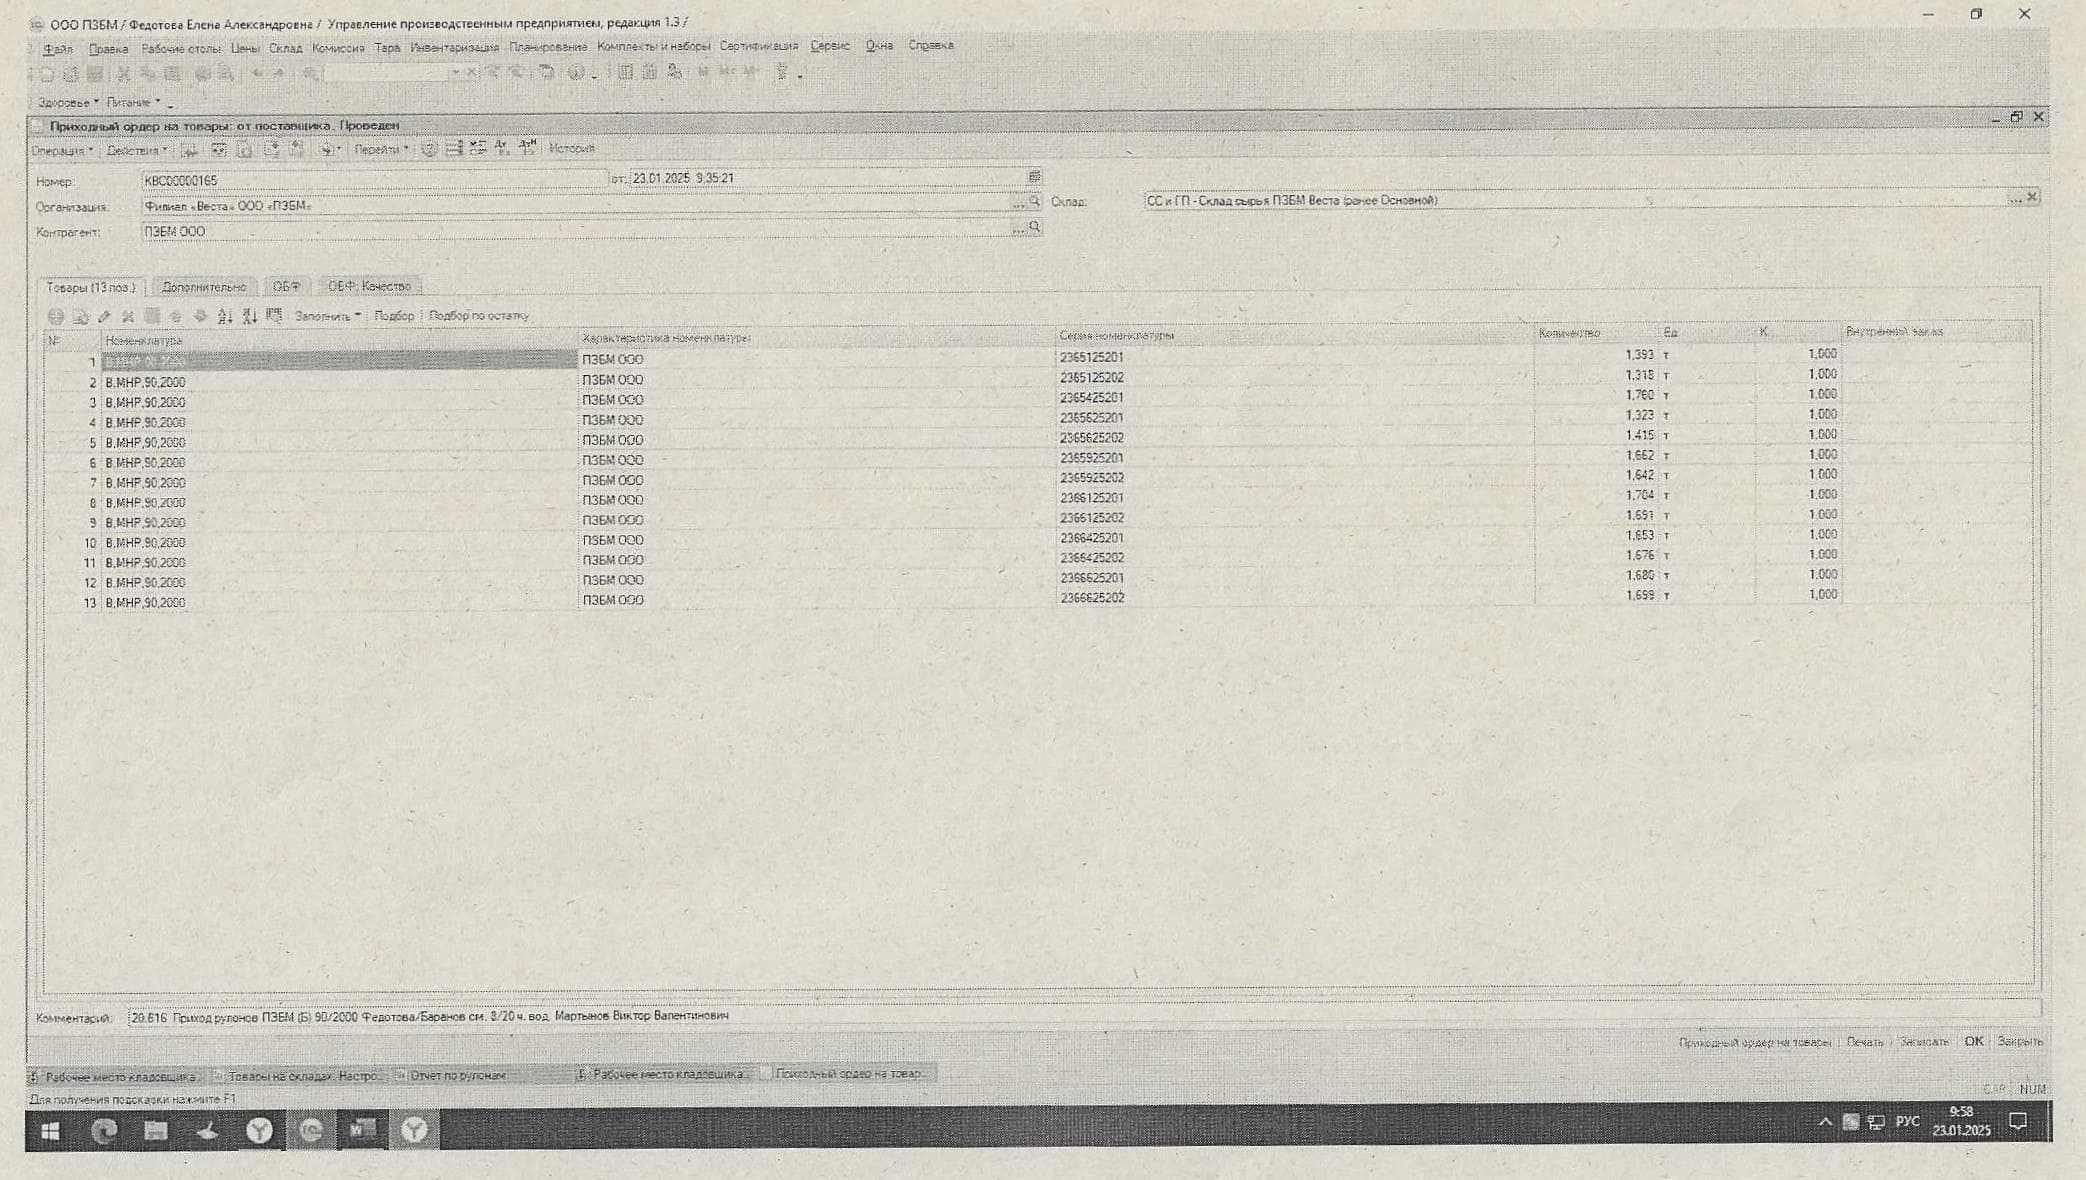 ООО ПЗБМ / Федотова Елена Александровна / Управление производственным предприятием, редакция 1.3 /
Файл Правка Рабочие столы Цены Склад Комиссия Тара Инвентаризация Планирование Комплекты и наборы Сертификация Сервис Окна Справка
Здоровье Питание
Приходный ордер на товары: от поставщика. Проведен
Операция Действия Перейти История
Номер: КВС00000165 от: 23.01.2025 9:35:21
Организация: Филиал «Веста» ООО «ПЗБМ» Склад: СС и ГП - Склад сырья ПЗБМ Веста (ранее Основной)
Контрагент: ПЗБМ ООО
Товары (13 поз.) Дополнительно ОБФ ОБФ: Качество
Заполнить Подбор Подбор по остатку
№ Номенклатура Характеристика номенклатуры Серия номенклатуры Количество Ед К Внутренний заказ
1 ПЗБМ ООО 2365125201 1,393 т 1,000
2 В,МНР,90,2000 ПЗБМ ООО 2365125202 1,318 т 1,000
3 В,МНР,90,2000 ПЗБМ ООО 2365425201 1,760 т 1,000
4 В,МНР,90,2000 ПЗБМ ООО 2365625201 1,323 т 1,000
5 В,МНР,90,2000 ПЗБМ ООО 2365625202 1,415 т 1,000
6 В,МНР,90,2000 ПЗБМ ООО 2365925201 1,662 т 1,000
7 В,МНР,90,2000 ПЗБМ ООО 2365925202 1,642 т 1,000
8 В,МНР,90,2000 ПЗБМ ООО 2366125201 1,704 т 1,000
9 В,МНР,90,2000 ПЗБМ ООО 2366125202 1,691 т 1,000
10 В,МНР,90,2000 ПЗБМ ООО 2366425201 1,653 т 1,000
11 В,МНР,90,2000 ПЗБМ ООО 2366425202 1,676 т 1,000
12 В,МНР,90,2000 ПЗБМ ООО 2366625201 1,680 т 1,000
13 В,МНР,90,2000 ПЗБМ ООО 2366625202 1,699 т 1,000
Комментарий: 20.616 Приход рулонов ПЗБМ (Б) 90/2000 Федотова/Баранов см. 8/20 ч. вод. Мартынов Виктор Валентинович
Приходный ордер на товары Печать Записать OK Закрыть
Рабочее место кладовщика... Товары на складах. Настро... Отчет по рулонам Рабочее место кладовщика... Приходный ордер на товар...
Для получения подсказки нажмите F1 CAP NUM
РУС 9:58
23.01.2025